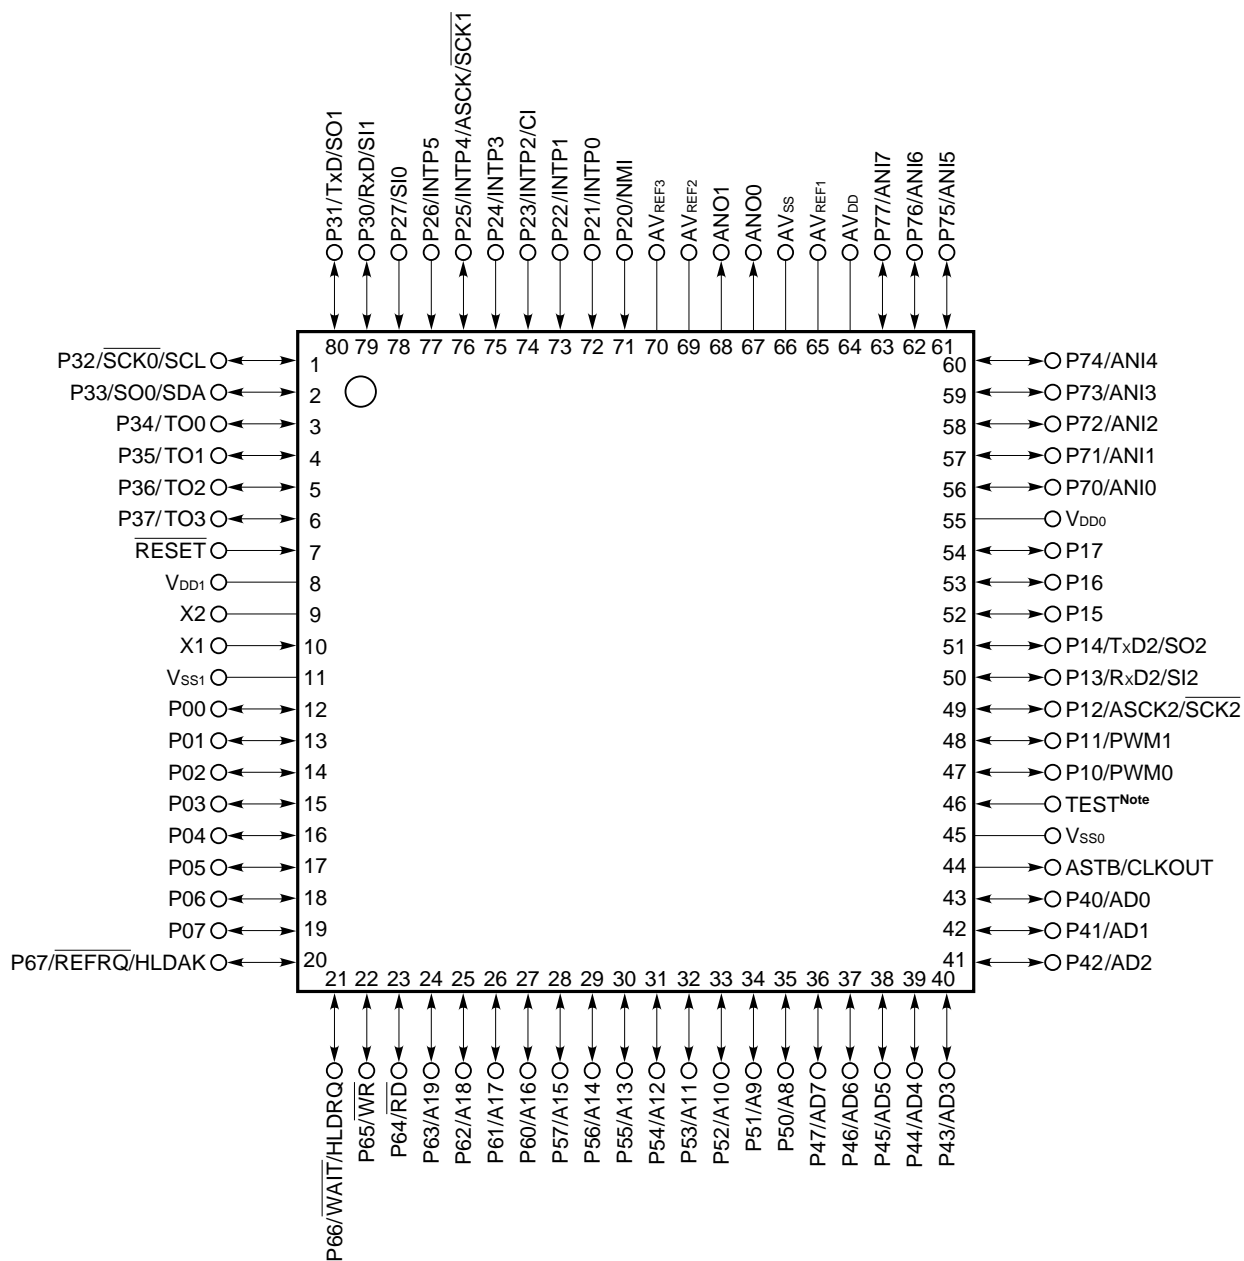 P31/TxD/SO1
P30/RxD/SI1
P27/SI0
P26/INTP5
P25/INTP4/ASCK/SCK1
P24/INTP3
P23/INTP2/CI
P22/INTP1
P21/INTP0
P20/NMI
AVREF3
AVREF2
ANO1
ANO0
AVSS
AVREF1
AVDD
P77/ANI7
P76/ANI6
P75/ANI5
80 79 78 77 76 75 74 73 72 71 70 69 68 67 66 65 64 63 62 61
P32/SCK0/SCL 1
P33/SO0/SDA 2
P34/TO0 3
P35/TO1 4
P36/TO2 5
P37/TO3 6
RESET 7
VDD1 8
X2 9
X1 10
VSS1 11
P00 12
P01 13
P02 14
P03 15
P04 16
P05 17
P06 18
P07 19
P67/REFRQ/HLDAK 20
60 P74/ANI4
59 P73/ANI3
58 P72/ANI2
57 P71/ANI1
56 P70/ANI0
55 VDD0
54 P17
53 P16
52 P15
51 P14/TxD2/SO2
50 P13/RxD2/SI2
49 P12/ASCK2/SCK2
48 P11/PWM1
47 P10/PWM0
46 TESTNote
45 VSS0
44 ASTB/CLKOUT
43 P40/AD0
42 P41/AD1
41 P42/AD2
21 22 23 24 25 26 27 28 29 30 31 32 33 34 35 36 37 38 39 40
P66/WAIT/HLDRQ
P65/WR
P64/RD
P63/A19
P62/A18
P61/A17
P60/A16
P57/A15
P56/A14
P55/A13
P54/A12
P53/A11
P52/A10
P51/A9
P50/A8
P47/AD7
P46/AD6
P45/AD5
P44/AD4
P43/AD3